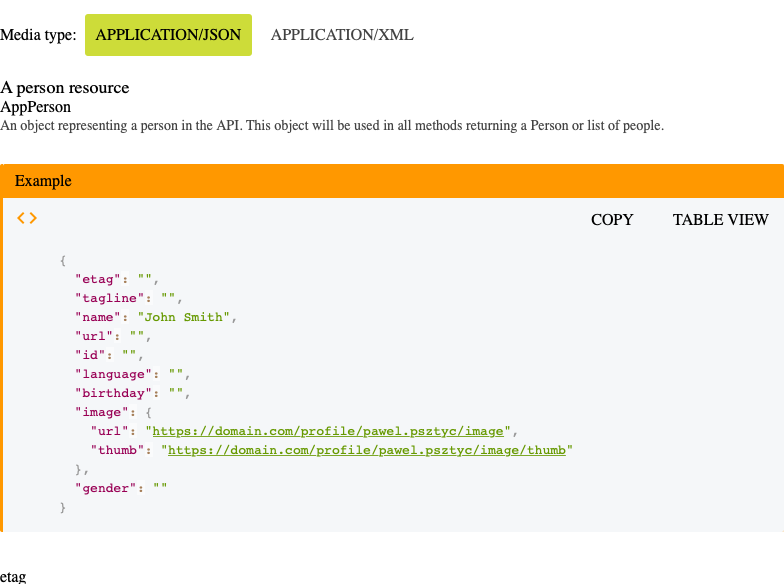 Media type: APPLICATION/JSON APPLICATION/XML
A person resource
AppPerson
An object representing a person in the API. This object will be used in all methods returning a Person or list of people.
Example
<> COPY TABLE VIEW
{
"etag": "",
"tagline": "",
"name": "John Smith",
"url": "",
"id": "",
"language": "",
"birthday": "",
"image": {
"url": "https://domain.com/profile/pawel.psztyc/image",
"thumb": "https://domain.com/profile/pawel.psztyc/image/thumb"
},
"gender": ""
}
etag